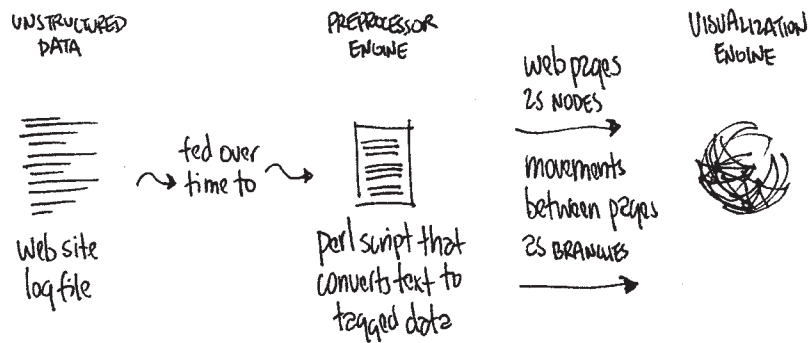 UNSTRUCTURED
DATA
web site
log file
fed over
time to
PREPROCESSOR
ENGINE
perl script that
converts text to
tagged data
web pages
as NODES
movements
between pages
as BRANCHES
VISUALIZATION
ENGINE